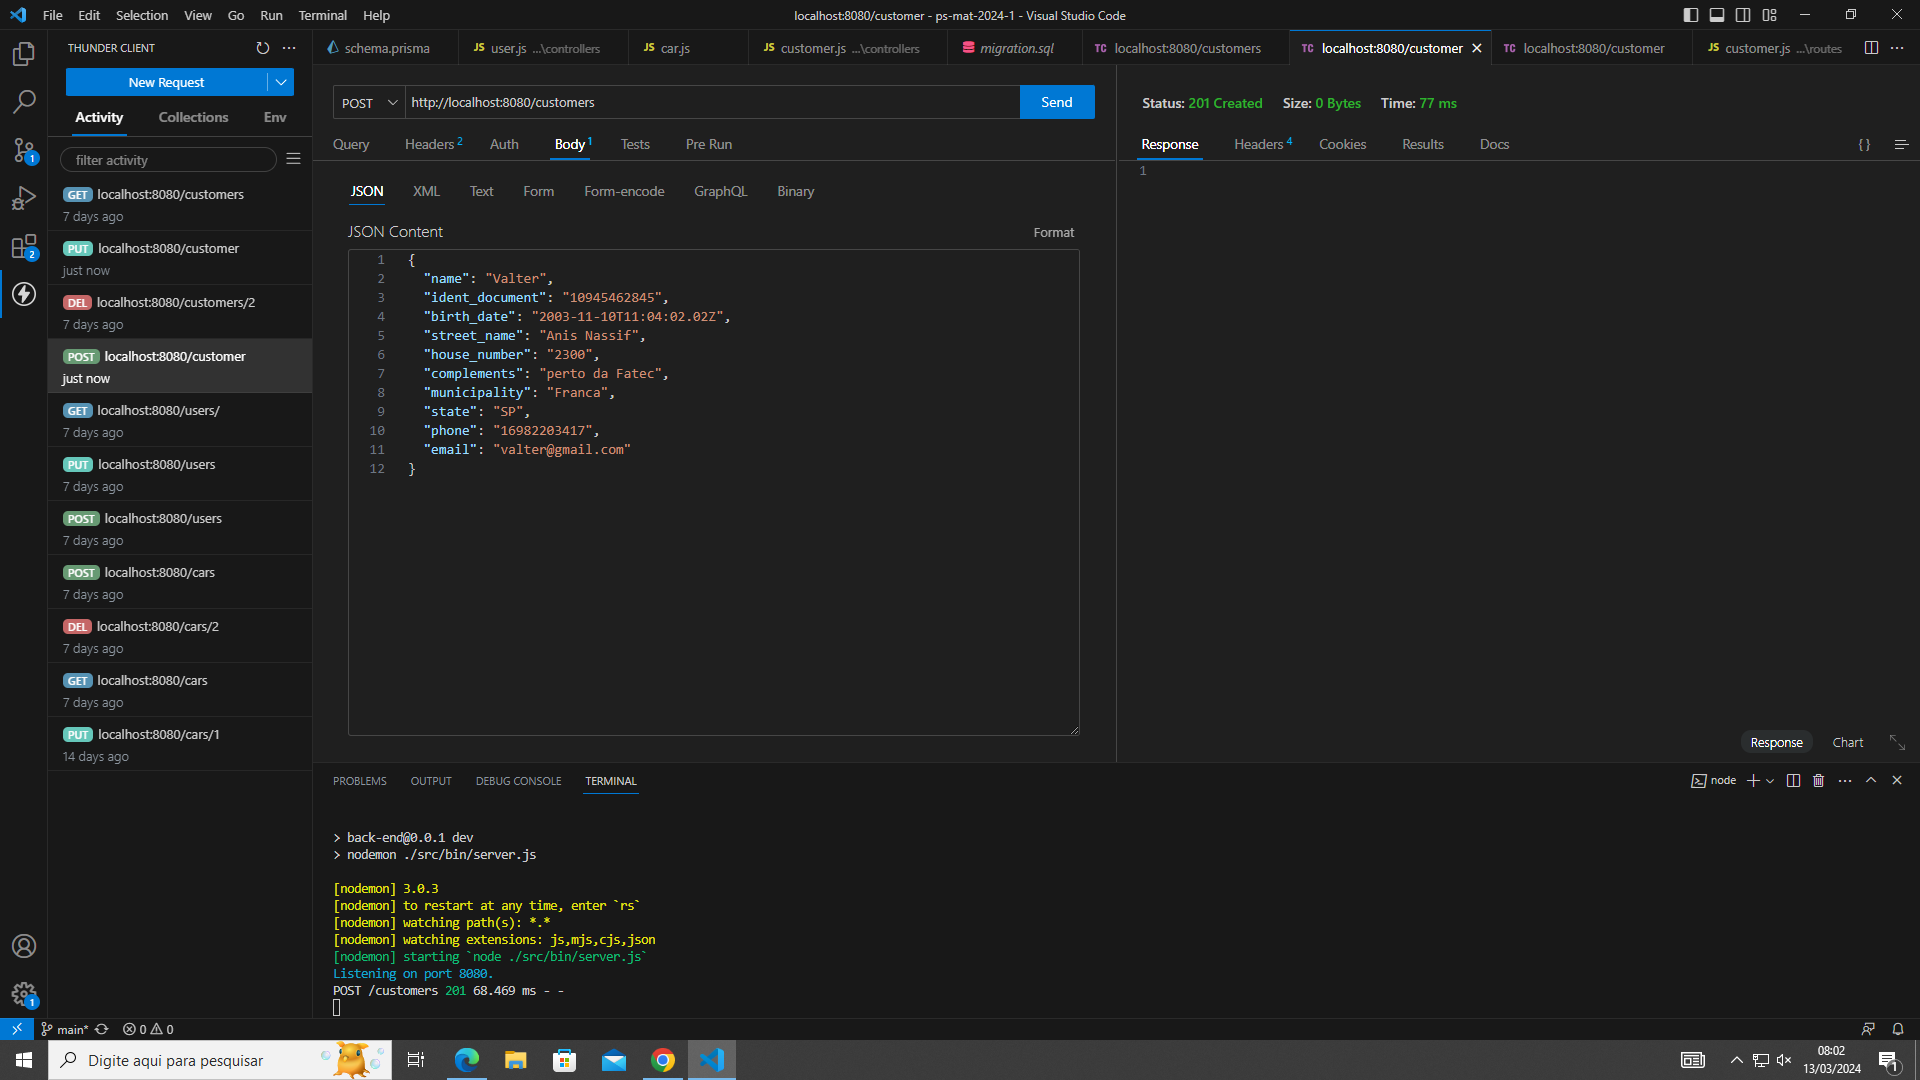 File Edit Selection View Go Run Terminal Help
localhost:8080/customer - ps-mat-2024-1 - Visual Studio Code
THUNDER CLIENT
New Request
Activity Collections Env
filter activity
GET localhost:8080/customers
7 days ago
PUT localhost:8080/customer
just now
DEL localhost:8080/customers/2
7 days ago
POST localhost:8080/customer
just now
GET localhost:8080/users/
7 days ago
PUT localhost:8080/users
7 days ago
POST localhost:8080/users
7 days ago
POST localhost:8080/cars
7 days ago
DEL localhost:8080/cars/2
7 days ago
GET localhost:8080/cars
7 days ago
PUT localhost:8080/cars/1
14 days ago
schema.prisma JS user.js ...\controllers JS car.js JS customer.js ...\controllers migration.sql TC localhost:8080/customers TC localhost:8080/customer TC localhost:8080/customer JS customer.js ...\routes
POST http://localhost:8080/customers Send
Query Headers 2 Auth Body 1 Tests Pre Run
JSON XML Text Form Form-encode GraphQL Binary
JSON Content Format
1 {
2 "name": "Valter",
3 "ident_document": "10945462845",
4 "birth_date": "2003-11-10T11:04:02.02Z",
5 "street_name": "Anis Nassif",
6 "house_number": "2300",
7 "complements": "perto da Fatec",
8 "municipality": "Franca",
9 "state": "SP",
10 "phone": "16982203417",
11 "email": "valter@gmail.com"
12 }
Status: 201 Created Size: 0 Bytes Time: 77 ms
Response Headers 4 Cookies Results Docs { }
1
Response Chart
PROBLEMS OUTPUT DEBUG CONSOLE TERMINAL
node
> back-end@0.0.1 dev
> nodemon ./src/bin/server.js
[nodemon] 3.0.3
[nodemon] to restart at any time, enter `rs`
[nodemon] watching path(s): *.*
[nodemon] watching extensions: js,mjs,cjs,json
[nodemon] starting `node ./src/bin/server.js`
Listening on port 8080.
POST /customers 201 68.469 ms - -
1
2
1
main* 0 0
Digite aqui para pesquisar
08:02
13/03/2024
1